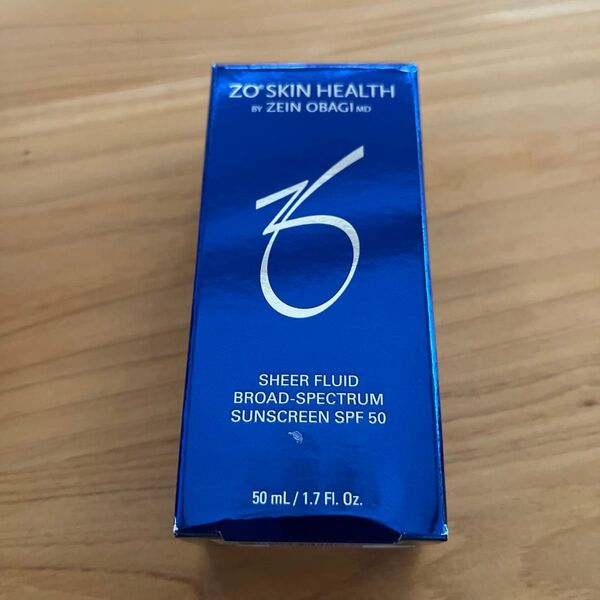 ZO® SKIN HEALTH
BY ZEIN OBAGI MD
ZO
SHEER FLUID
BROAD-SPECTRUM
SUNSCREEN SPF 50
50 mL / 1.7 Fl. Oz.